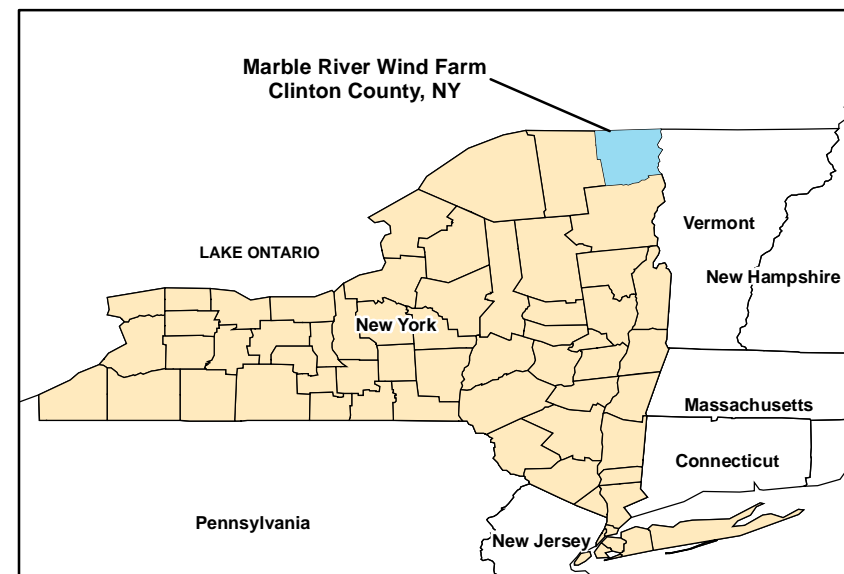 Marble River Wind Farm
Clinton County, NY
Vermont
LAKE ONTARIO
New Hampshire
New York
Massachusetts
Connecticut
Pennsylvania
New Jersey